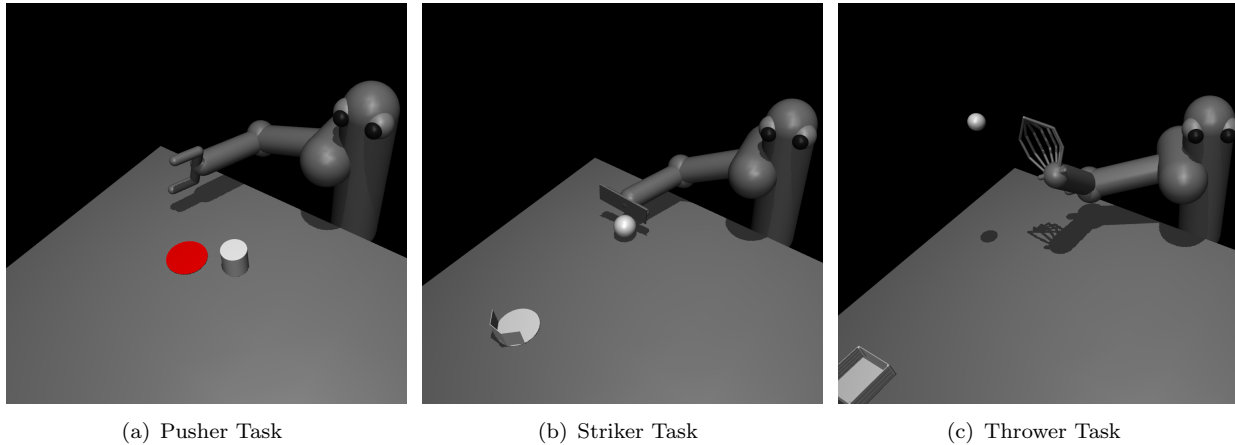 (a) Pusher Task
(b) Striker Task
(c) Thrower Task